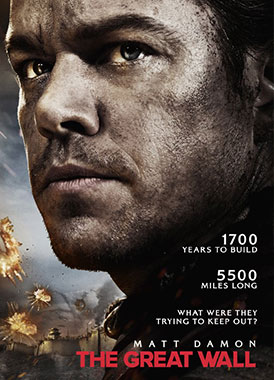 1700
YEARS TO BUILD
5500
MILES LONG
WHAT WERE THEY
TRYING TO KEEP OUT?
MATT DAMON
THE GREAT WALL